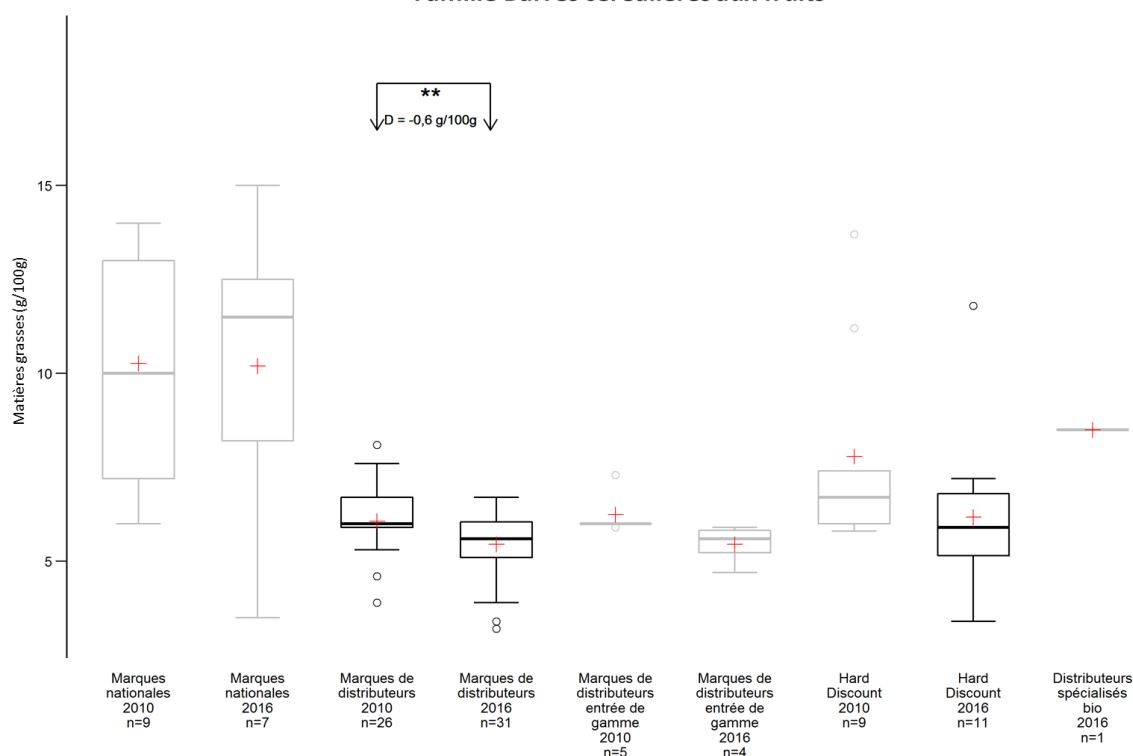 **
D = -0,6 g/100g
Matières grasses (g/100g)
15
10
5
Marques
nationales
2010
n=9
Marques
nationales
2016
n=7
Marques de
distributeurs
2010
n=26
Marques de
distributeurs
2016
n=31
Marques de
distributeurs
entrée de
gamme
2010
n=5
Marques de
distributeurs
entrée de
gamme
2016
n=4
Hard
Discount
2010
n=9
Hard
Discount
2016
n=11
Distributeurs
spécialisés
bio
2016
n=1